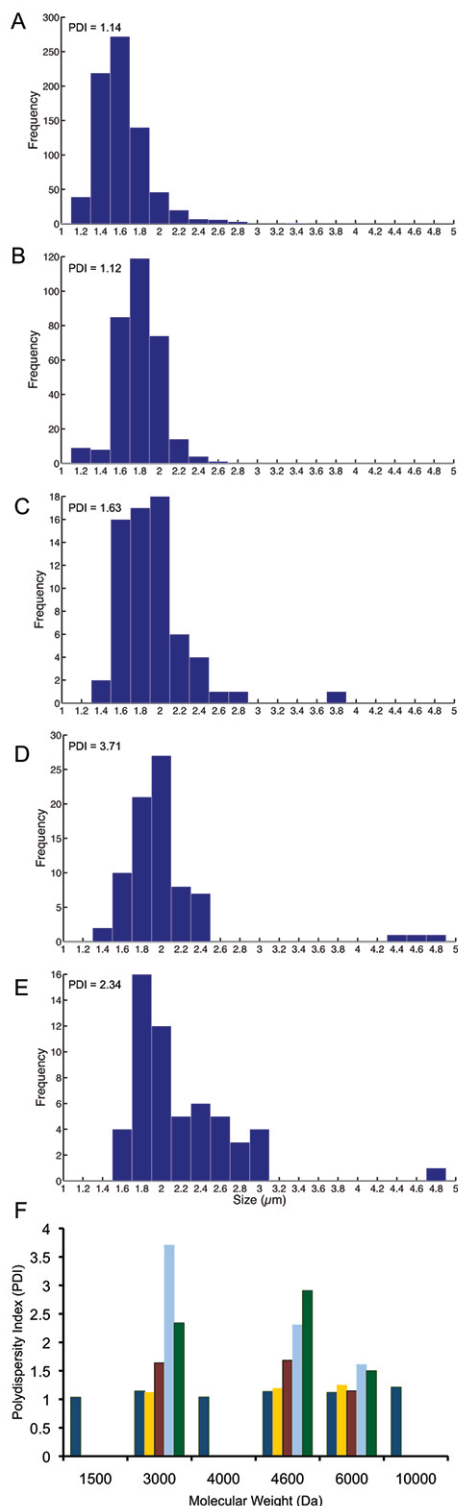 A
PDI = 1.14
300
250
200
150
100
50
0
Frequency
1 1.2 1.4 1.6 1.8 2 2.2 2.4 2.6 2.8 3 3.2 3.4 3.6 3.8 4 4.2 4.4 4.6 4.8 5
B
PDI = 1.12
120
100
80
60
40
20
0
Frequency
1 1.2 1.4 1.6 1.8 2 2.2 2.4 2.6 2.8 3 3.2 3.4 3.6 3.8 4 4.2 4.4 4.6 4.8 5
C
PDI = 1.63
18
16
14
12
10
8
6
4
2
0
Frequency
1 1.2 1.4 1.6 1.8 2 2.2 2.4 2.6 2.8 3 3.2 3.4 3.6 3.8 4 4.2 4.4 4.6 4.8 5
D
PDI = 3.71
30
25
20
15
10
5
0
Frequency
1 1.2 1.4 1.6 1.8 2 2.2 2.4 2.6 2.8 3 3.2 3.4 3.6 3.8 4 4.2 4.4 4.6 4.8 5
E
PDI = 2.34
16
14
12
10
8
6
4
2
0
Frequency
1 1.2 1.4 1.6 1.8 2 2.2 2.4 2.6 2.8 3 3.2 3.4 3.6 3.8 4 4.2 4.4 4.6 4.8 5
Size (µm)
F
4
3.5
3
2.5
2
1.5
1
0.5
0
Polydispersity Index (PDI)
1500 3000 4000 4600 6000 10000
Molecular Weight (Da)